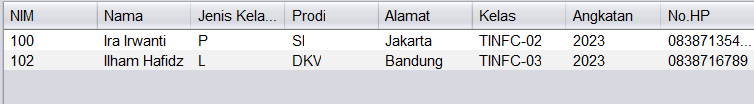 NIM Nama Jenis Kela... Prodi Alamat Kelas Angkatan No.HP
100 Ira Irwanti P SI Jakarta TINFC-02 2023 083871354...
102 Ilham Hafidz L DKV Bandung TINFC-03 2023 0838716789